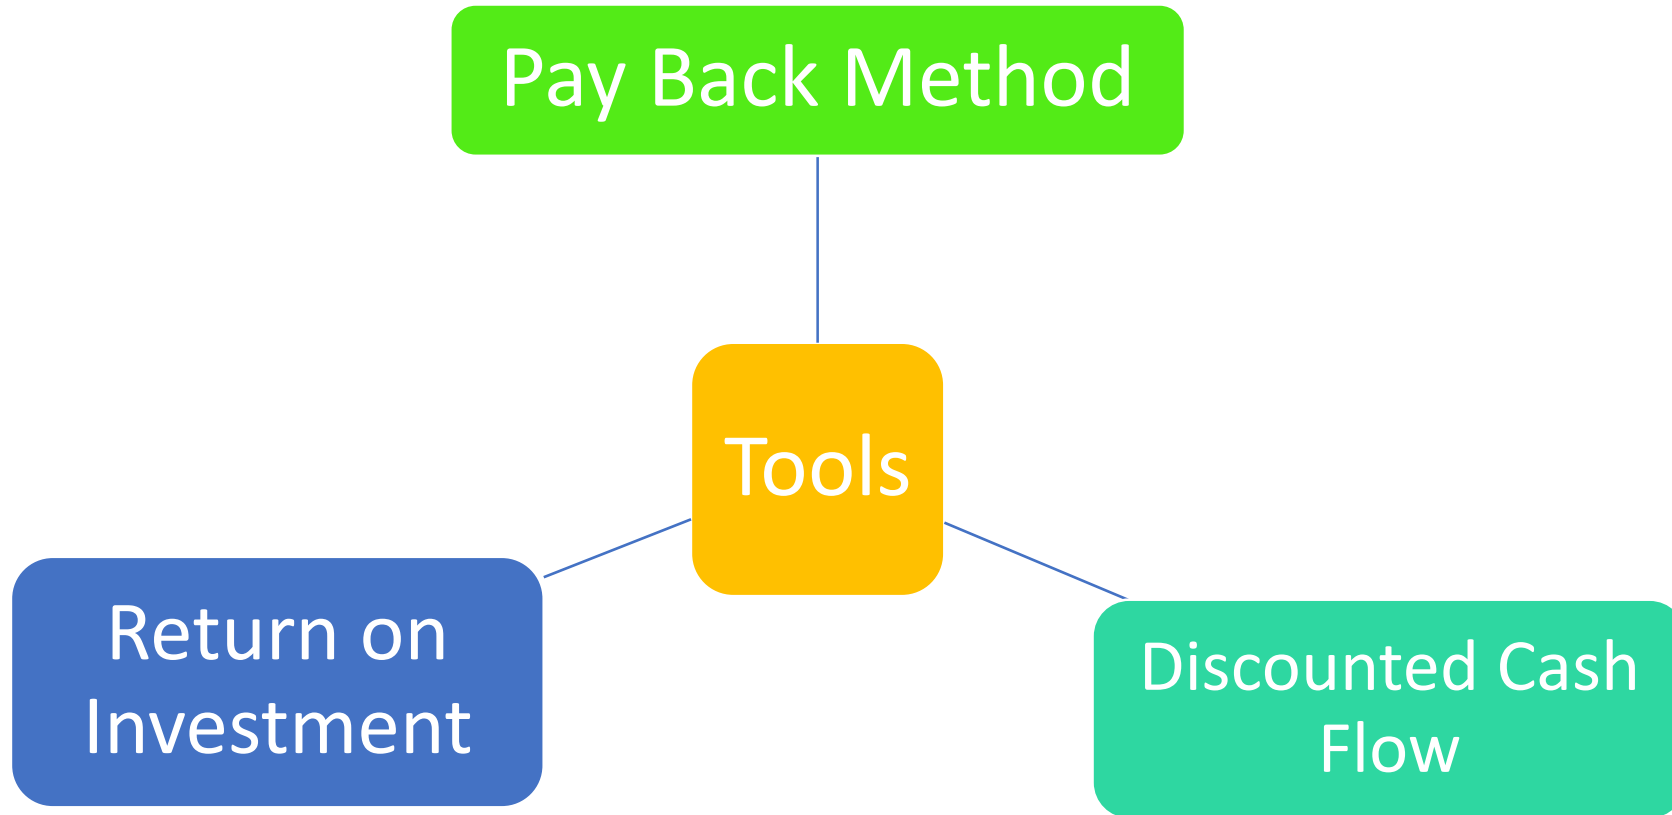 Pay Back Method
Tools
Return on
Investment
Discounted Cash
Flow